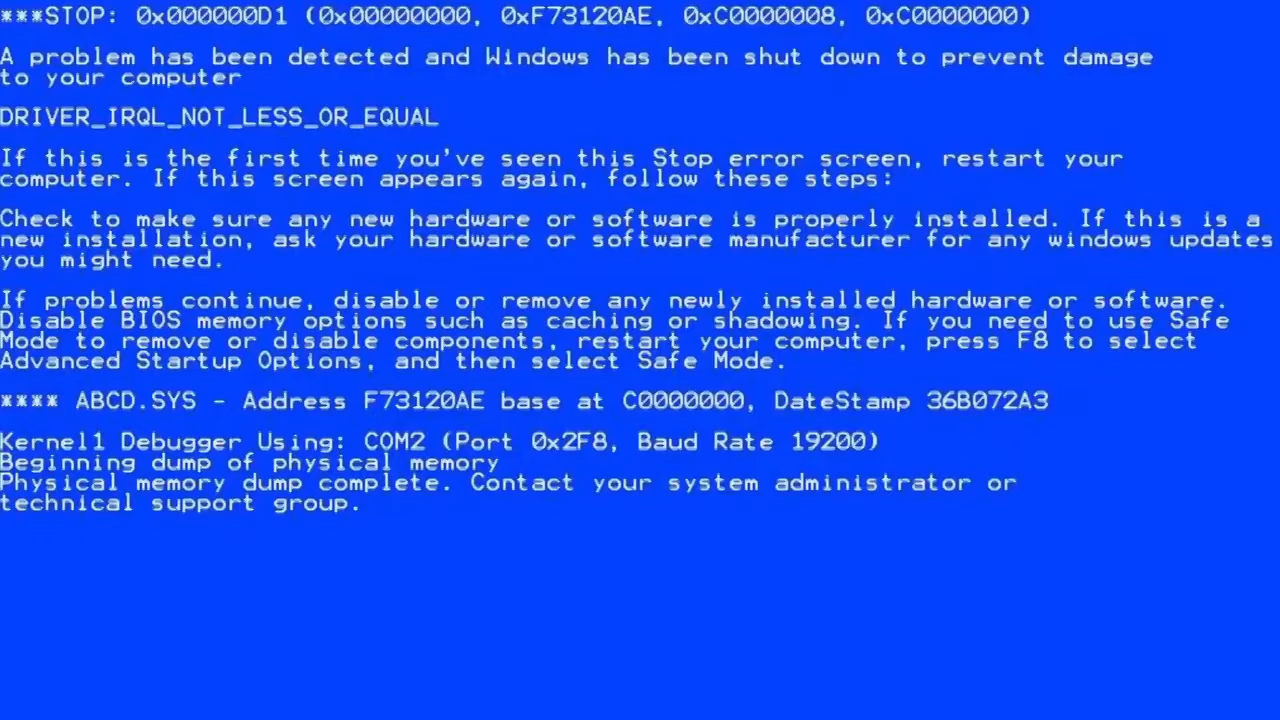 ***STOP: 0x000000D1 (0x00000000, 0xF73120AE, 0xC0000008, 0xC0000000)
A problem has been detected and Windows has been shut down to prevent damage
to your computer
DRIVER_IRQL_NOT_LESS_OR_EQUAL
If this is the first time you've seen this Stop error screen, restart your
computer. If this screen appears again, follow these steps:
Check to make sure any new hardware or software is properly installed. If this is a
new installation, ask your hardware or software manufacturer for any windows updates
you might need.
If problems continue, disable or remove any newly installed hardware or software.
Disable BIOS memory options such as caching or shadowing. If you need to use Safe
Mode to remove or disable components, restart your computer, press F8 to select
Advanced Startup Options, and then select Safe Mode.
**** ABCD.SYS - Address F73120AE base at C0000000, DateStamp 36B072A3
Kernel1 Debugger Using: COM2 (Port 0x2F8, Baud Rate 19200)
Beginning dump of physical memory
Physical memory dump complete. Contact your system administrator or
technical support group.